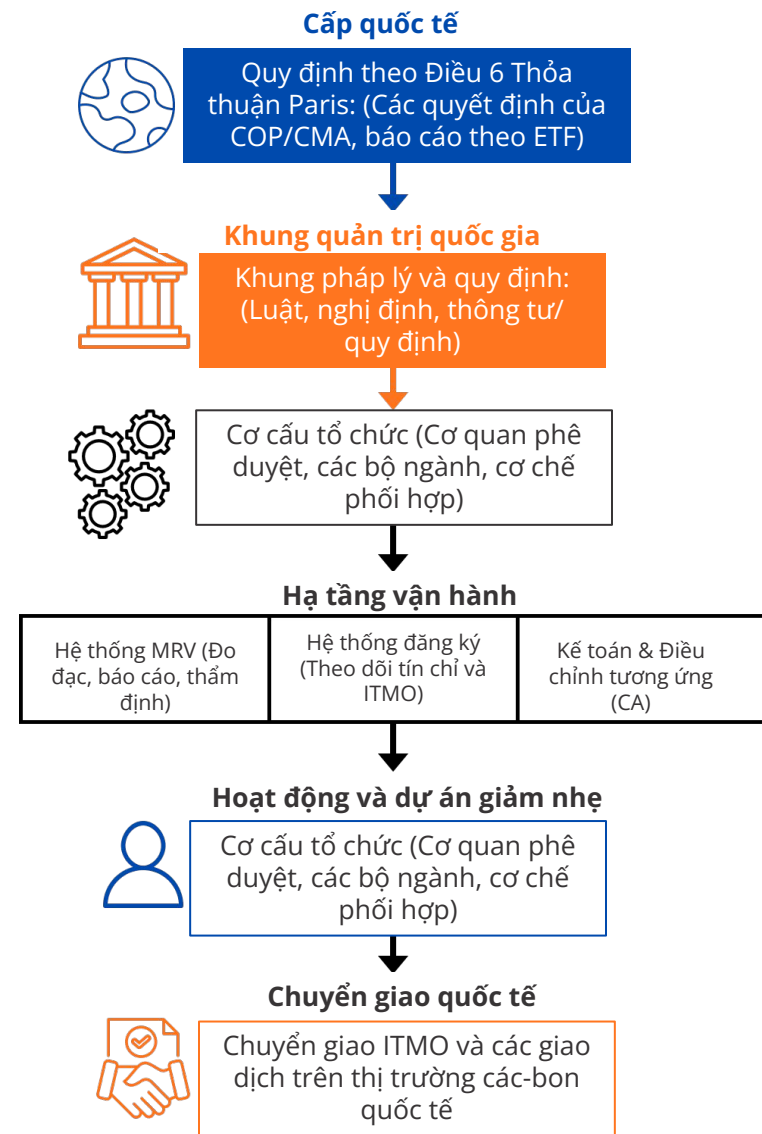 Cấp quốc tế
Quy định theo Điều 6 Thỏa
thuận Paris: (Các quyết định của
COP/CMA, báo cáo theo ETF)
Khung quản trị quốc gia
Khung pháp lý và quy định:
(Luật, nghị định, thông tư/
quy định)
Cơ cấu tổ chức (Cơ quan phê
duyệt, các bộ ngành, cơ chế
phối hợp)
Hạ tầng vận hành
Hệ thống MRV (Đo
đạc, báo cáo, thẩm
định)
Hệ thống đăng ký
(Theo dõi tín chỉ và
ITMO)
Kế toán & Điều
chỉnh tương ứng
(CA)
Hoạt động và dự án giảm nhẹ
Cơ cấu tổ chức (Cơ quan phê
duyệt, các bộ ngành, cơ chế
phối hợp)
Chuyển giao quốc tế
Chuyển giao ITMO và các giao
dịch trên thị trường các-bon
quốc tế